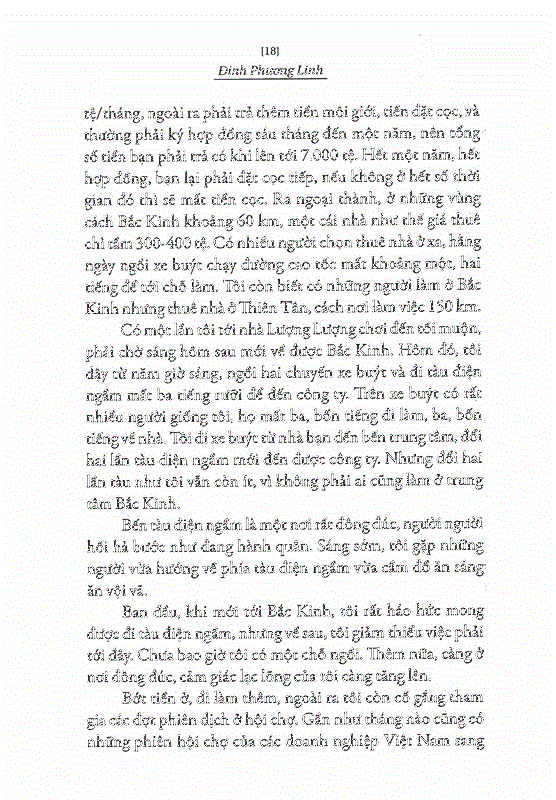 [18]
Đinh Phương Linh
tệ/tháng, ngoài ra phải trả thêm tiền môi giới, tiền đặt cọc, và
thường phải ký hợp đồng sáu tháng đến một năm, nên tổng
số tiền bạn phải trả có khi lên tới 7.000 tệ. Hết một năm, hết
hợp đồng, bạn lại phải đặt cọc tiếp, nếu không ở hết số thời
gian đó thì sẽ mất tiền cọc. Ra ngoại thành, ở những vùng
cách Bắc Kinh khoảng 60 km, một cái nhà như thế giá thuê
chỉ tầm 300-400 tệ. Có nhiều người chọn thuê nhà ở xa, hằng
ngày ngồi xe buýt chạy đường cao tốc mất khoảng một, hai
tiếng để tới chỗ làm. Tôi còn biết có những người làm ở Bắc
Kinh nhưng thuê nhà ở Thiên Tân, cách nơi làm việc 150 km.
Có một lần tôi tới nhà Lượng Lượng chơi đến tối muộn,
phải chờ sáng hôm sau mới về được Bắc Kinh. Hôm đó, tôi
dậy từ năm giờ sáng, ngồi hai chuyến xe buýt và đi tàu điện
ngầm mất ba tiếng rưỡi để đến công ty. Trên xe buýt có rất
nhiều người giống tôi, họ mất ba, bốn tiếng đi làm, ba, bốn
tiếng về nhà. Tôi đi xe buýt từ nhà bạn đến bến trung tâm, đổi
hai lần tàu điện ngầm mới đến được công ty. Nhưng đổi hai
lần tàu như tôi vẫn còn ít, vì không phải ai cũng làm ở trung
tâm Bắc Kinh.
Bến tàu điện ngầm là một nơi rất đông đúc, người người
hối hả bước như đang hành quân. Sáng sớm, tôi gặp những
người vừa hướng về phía tàu điện ngầm vừa cầm đồ ăn sáng
ăn vội vã.
Ban đầu, khi mới tới Bắc Kinh, tôi rất háo hức mong
được đi tàu điện ngầm, nhưng về sau, tôi giảm thiểu việc phải
tới đây. Chưa bao giờ tôi có một chỗ ngồi. Thêm nữa, càng ở
nơi đông đúc, cảm giác lạc lõng của tôi càng tăng lên.
Bớt tiền ở, đi làm thêm, ngoài ra tôi còn cố gắng tham
gia các đợt phiên dịch ở hội chợ. Gần như tháng nào cũng có
những phiên hội chợ của các doanh nghiệp Việt Nam sang